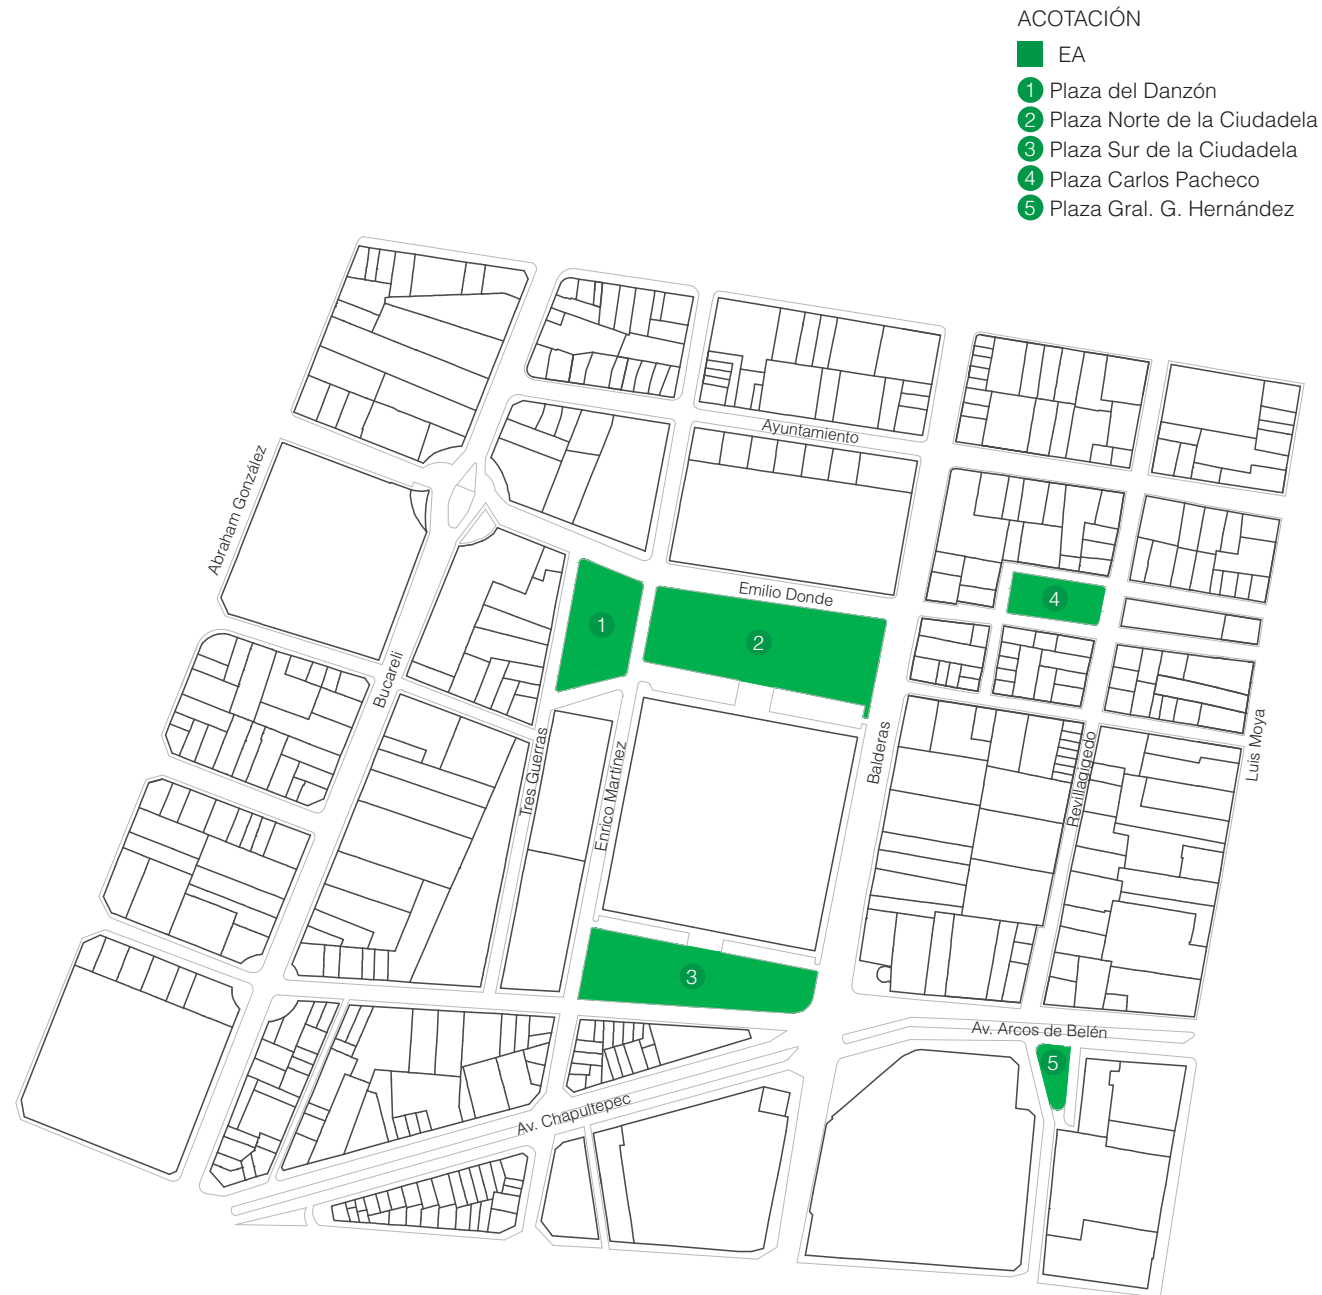 ACOTACIÓN
EA
1 Plaza del Danzón
2 Plaza Norte de la Ciudadela
3 Plaza Sur de la Ciudadela
4 Plaza Carlos Pacheco
5 Plaza Gral. G. Hernández
Ayuntamiento
Abraham González
Emilio Donde
1
2
4
Bucareli
Tres Guerras
Enrico Martínez
Balderas
Revillagigedo
Luis Moya
3
Av. Arcos de Belén
5
Av. Chapultepec